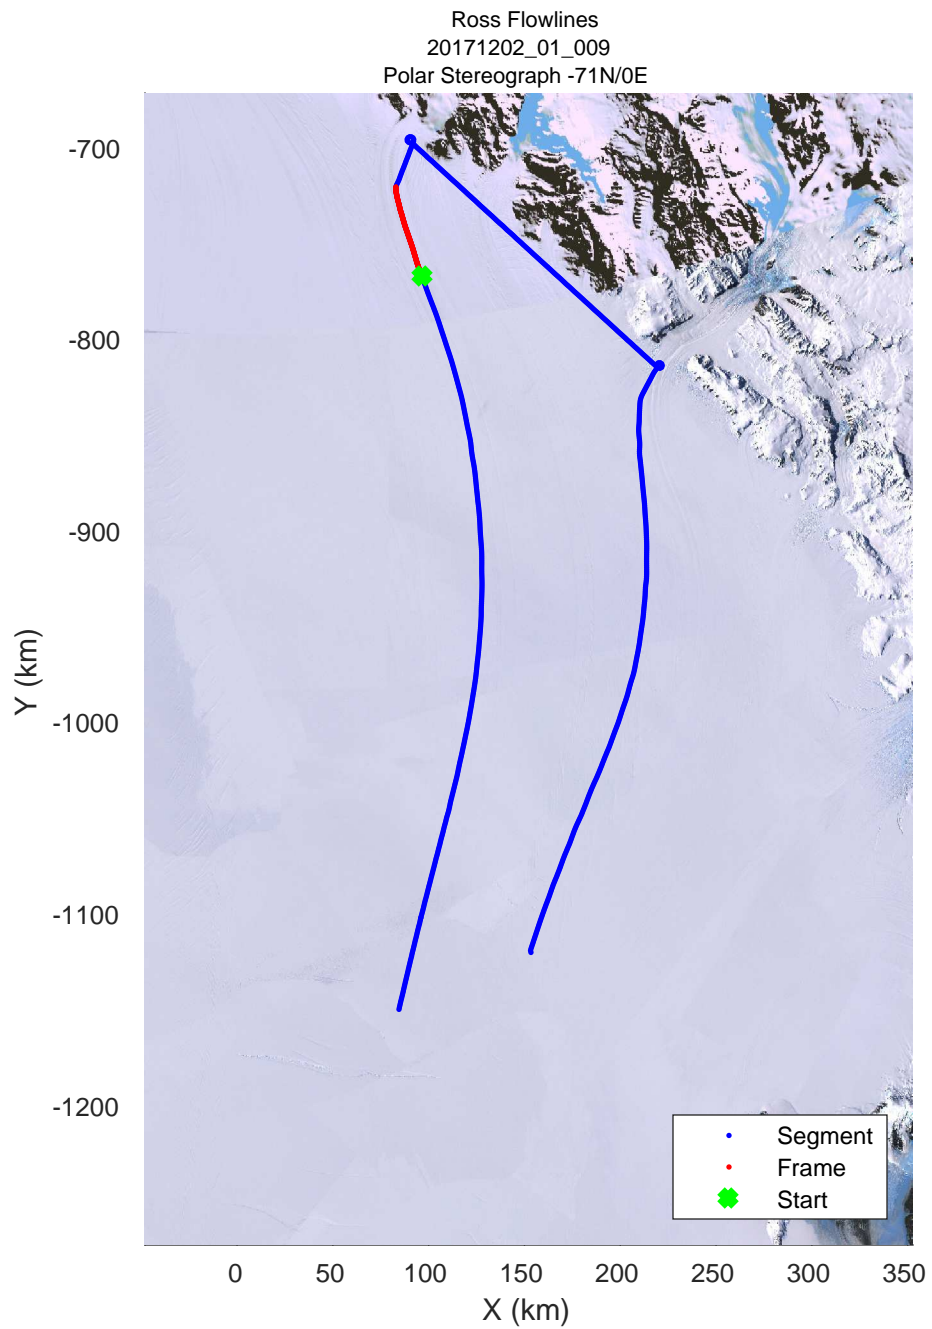 Ross Flowlines
20171202_01_009
Polar Stereograph -71N/0E
-700
-800
-900
-1000
-1100
-1200
Y (km)
0 50 100 150 200 250 300 350
X (km)
Segment
Frame
Start